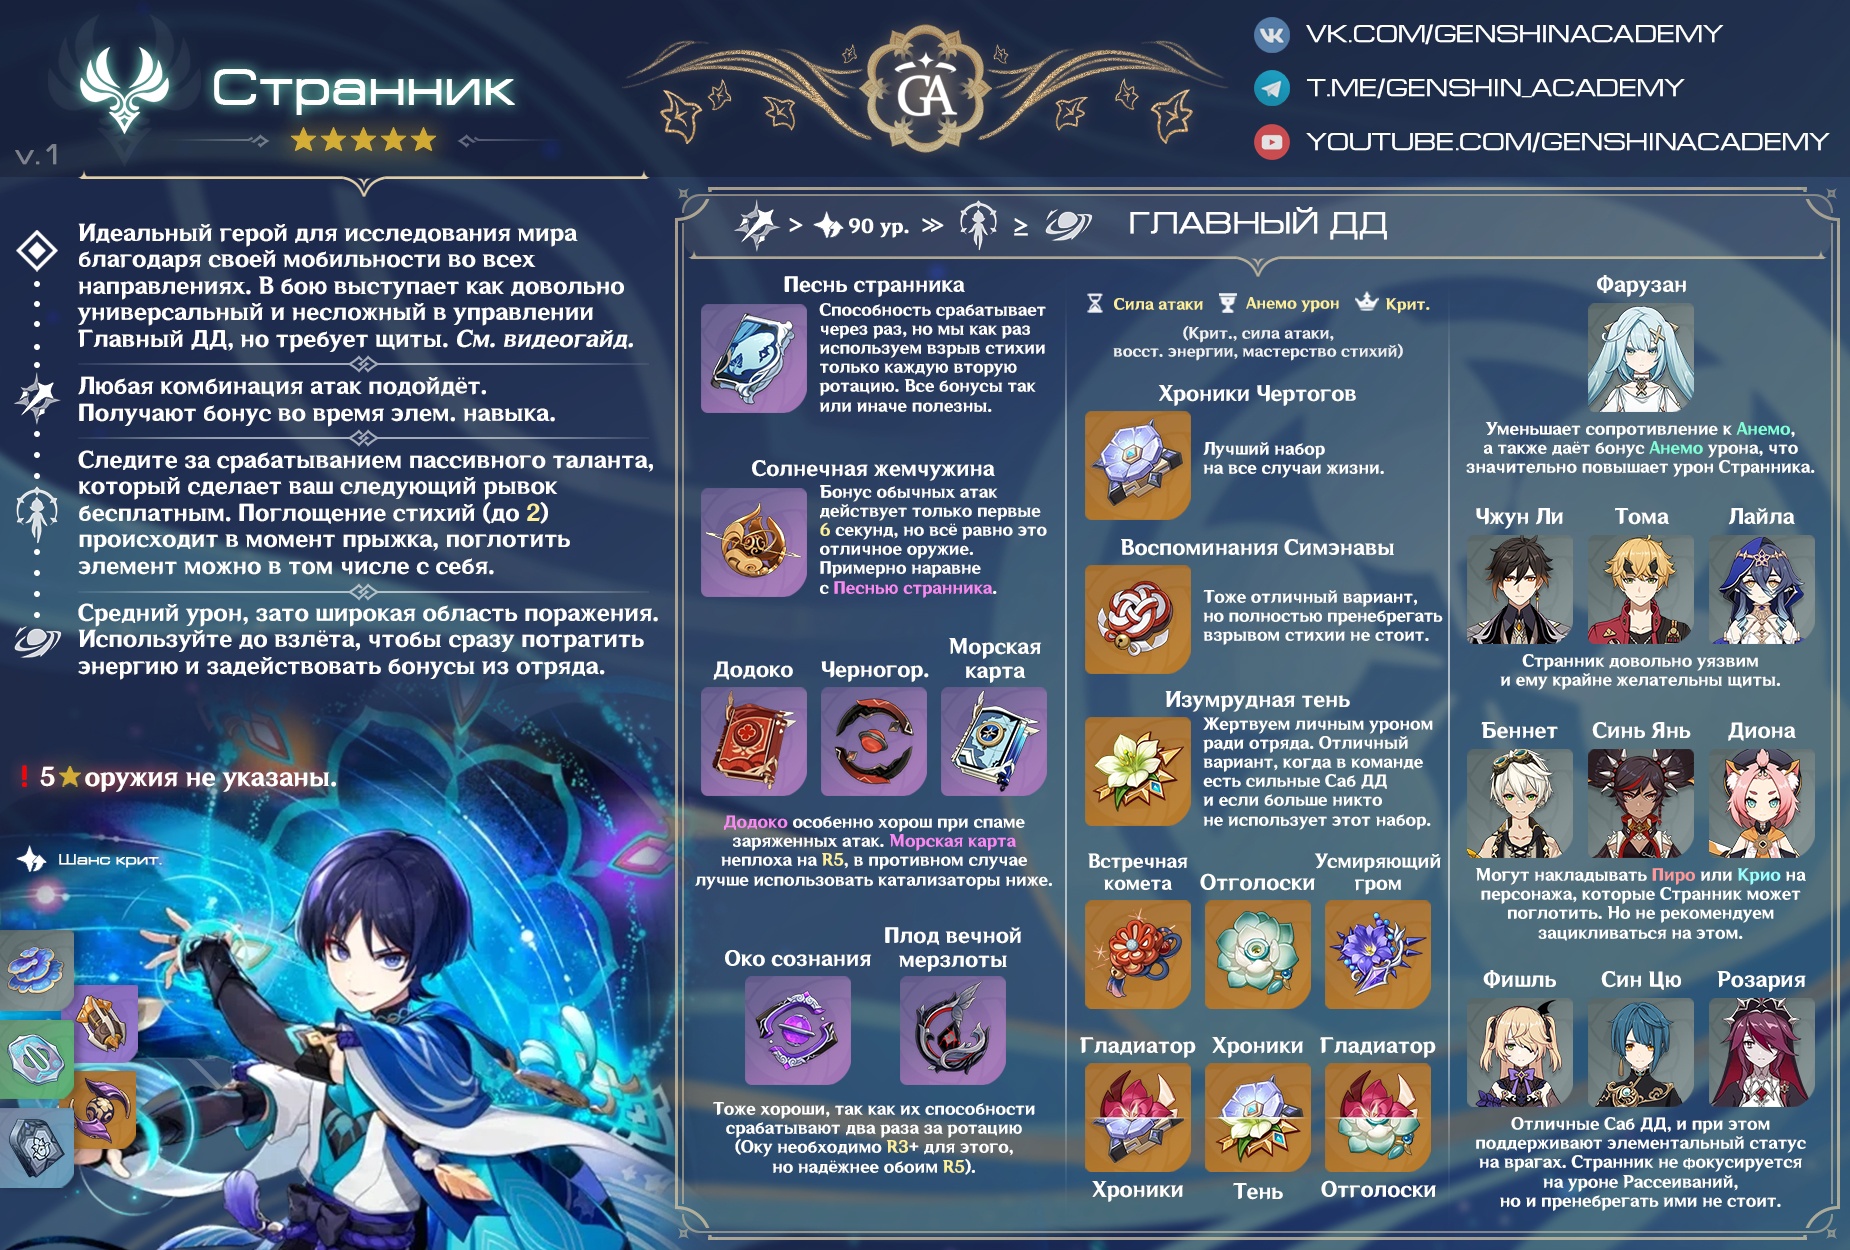 Странник
v.1
GA
VK.COM/GENSHINACADEMY
T.ME/GENSHIN_ACADEMY
YOUTUBE.COM/GENSHINACADEMY
Идеальный герой для исследования мира
благодаря своей мобильности во всех
направлениях. В бою выступает как довольно
универсальный и несложный в управлении
Главный ДД, но требует щиты. См. видеогайд.
Любая комбинация атак подойдёт.
Получают бонус во время элем. навыка.
Следите за срабатыванием пассивного таланта,
который сделает ваш следующий рывок
бесплатным. Поглощение стихий (до 2)
происходит в момент прыжка, поглотить
элемент можно в том числе с себя.
Средний урон, зато широкая область поражения.
Используйте до взлёта, чтобы сразу потратить
энергию и задействовать бонусы из отряда.
! 5★ оружия не указаны.
Шанс крит.
> 90 ур. >> ≥ ГЛАВНЫЙ ДД
Песнь странника
Способность срабатывает
через раз, но мы как раз
используем взрыв стихии
только каждую вторую
ротацию. Все бонусы так
или иначе полезны.
Солнечная жемчужина
Бонус обычных атак
действует только первые
6 секунд, но всё равно это
отличное оружие.
Примерно наравне
с Песнью странника.
Додоко
Черногор.
Морская
карта
Додоко особенно хорош при спаме
заряженных атак. Морская карта
неплоха на R5, в противном случае
лучше использовать катализаторы ниже.
Око сознания
Плод вечной
мерзлоты
Тоже хороши, так как их способности
срабатывают два раза за ротацию
(Оку необходимо R3+ для этого,
но надёжнее обоим R5).
Сила атаки Анемо урон Крит.
(Крит., сила атаки,
восст. энергии, мастерство стихий)
Хроники Чертогов
Лучший набор
на все случаи жизни.
Воспоминания Симэнавы
Тоже отличный вариант,
но полностью пренебрегать
взрывом стихии не стоит.
Изумрудная тень
Жертвуем личным уроном
ради отряда. Отличный
вариант, когда в команде
есть сильные Саб ДД
и если больше никто
не использует этот набор.
Встречная
комета
Отголоски
Усмиряющий
гром
Гладиатор Хроники Гладиатор
Хроники Тень Отголоски
Фарузан
Уменьшает сопротивление к Анемо,
а также даёт бонус Анемо урона, что
значительно повышает урон Странника.
Чжун Ли Тома Лайла
Странник довольно уязвим
и ему крайне желательны щиты.
Беннет Синь Янь Диона
Могут накладывать Пиро или Крио на
персонажа, которые Странник может
поглотить. Но не рекомендуем
зацикливаться на этом.
Фишль Син Цю Розария
Отличные Саб ДД, и при этом
поддерживают элементальный статус
на врагах. Странник не фокусируется
на уроне Рассеиваний,
но и пренебрегать ими не стоит.